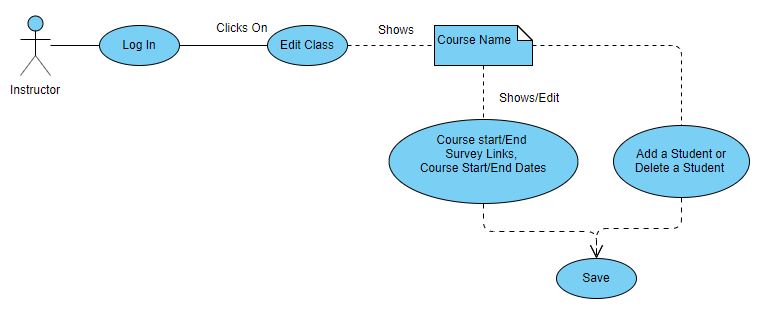 Instructor
Log In
Clicks On
Edit Class
Shows
Course Name
Shows/Edit
Course start/End
Survey Links,
Course Start/End Dates
Add a Student or
Delete a Student
Save